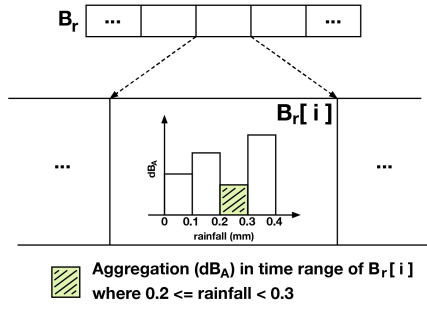 Br ... ...
Br[ i ]
... ...
dBA
0 0.1 0.2 0.3 0.4
rainfall (mm)
Aggregation (dBA) in time range of Br[ i ]
where 0.2 <= rainfall < 0.3